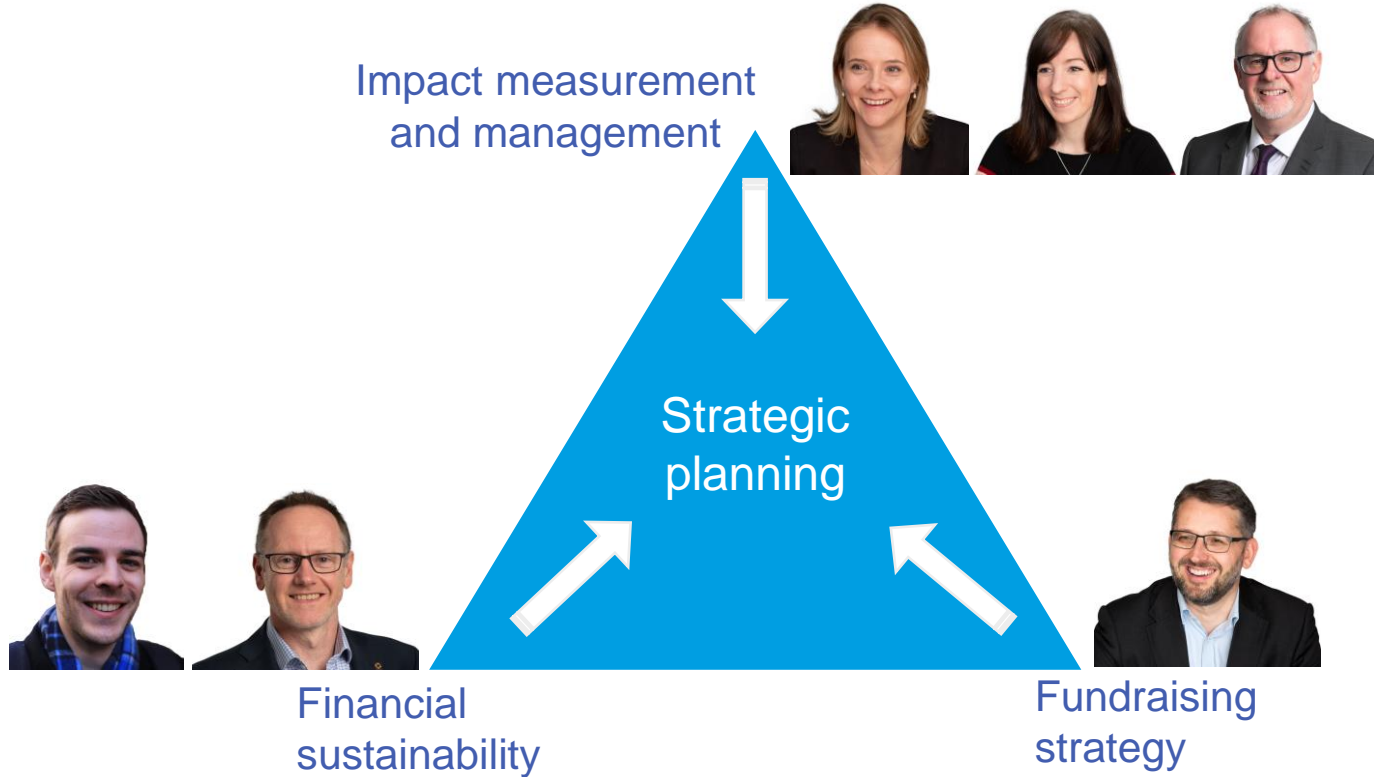 Impact measurement
and management
Strategic
planning
Financial
sustainability
Fundraising
strategy